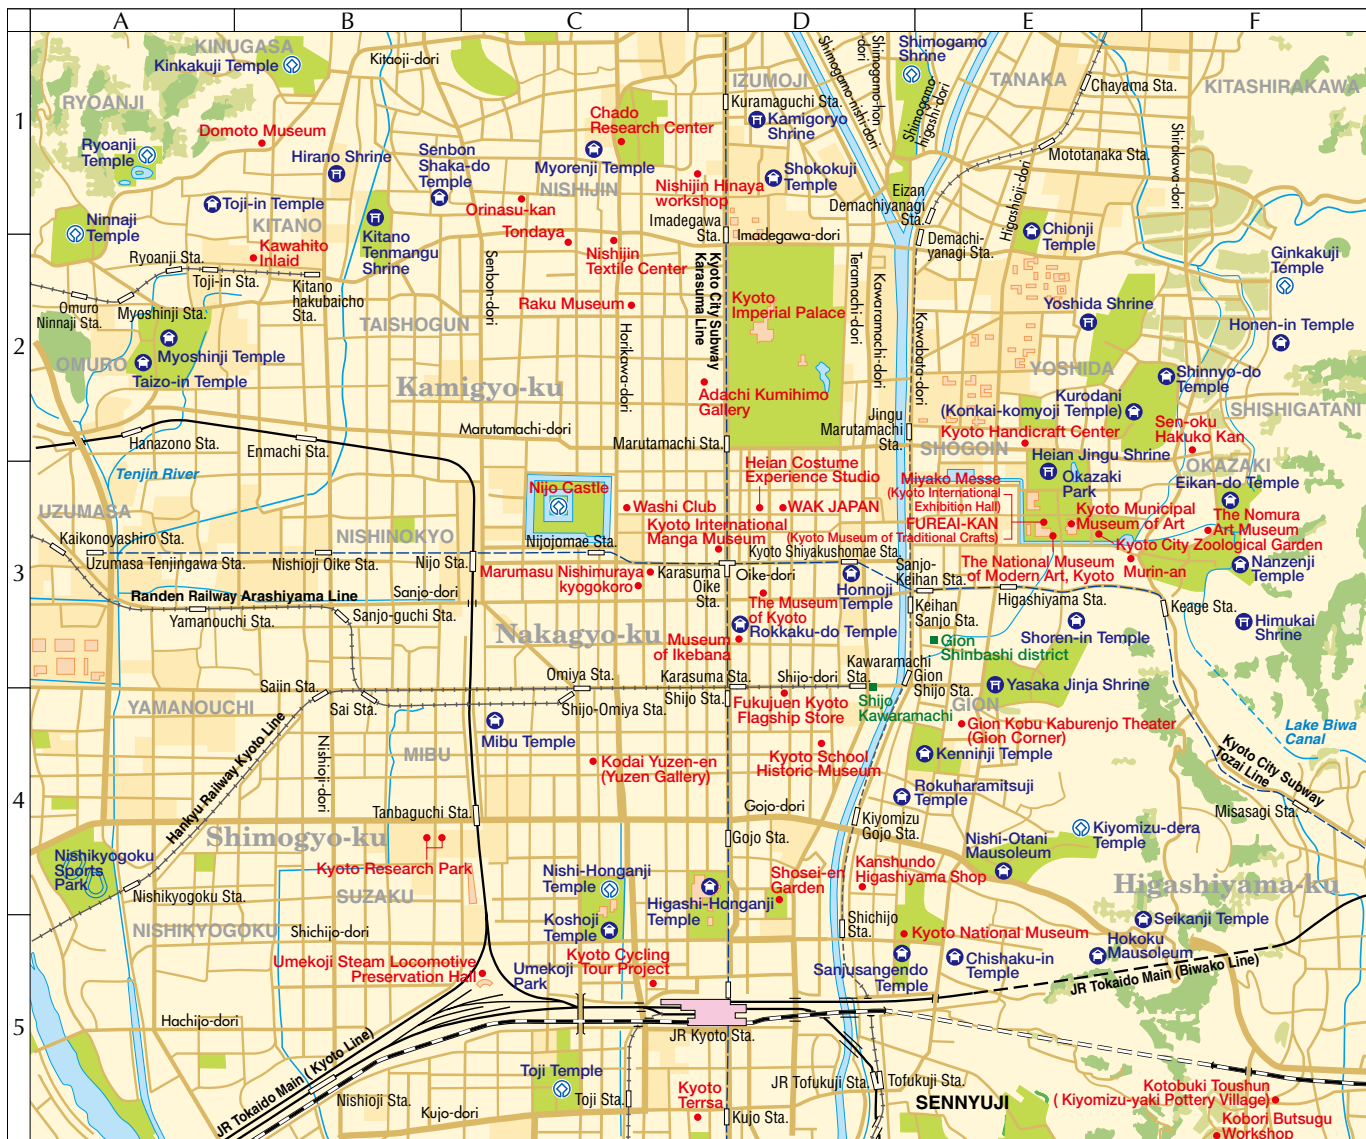 A
B
C
D
E
F
1
2
3
4
5
KINUGASA
Kinkakuji Temple
Kitaoji-dori
RYOANJI
Domoto Museum
Ryoanji
Temple
Hirano Shrine
Senbon
Shaka-do
Temple
Chado
Research Center
Myorenji Temple
NISHIJIN
IZUMOJI
Kuramaguchi Sta.
Kamigoryo
Shrine
Shokokuji
Temple
Nishijin Hinaya
workshop
Shimogamo-nishi-dori
Shimogamo-hon-
dori
Shimogamo
Shrine
Shimogamo-
higashi-dori
TANAKA
Chayama Sta.
KITASHIRAKAWA
Mototanaka Sta.
Shirakawa-dori
Higashioji-dori
Eizan
Demachiyanagi
Sta.
Chionji
Temple
Demachi-
yanagi Sta.
Ninnaji
Temple
Toji-in Temple
KITANO
Kawahito
Inlaid
Kitano
Tenmangu
Shrine
Orinasu-kan
Tondaya
Nishijin
Textile Center
Imadegawa
Sta.
Imadegawa-dori
Ryoanji Sta.
Toji-in Sta.
Kitano
hakubaicho
Sta.
Omuro
Ninnaji Sta.
Myoshinji Sta.
Myoshinji Temple
Taizo-in Temple
OMURO
TAISHOGUN
Senbon-dori
Raku Museum
Horikawa-dori
Kyoto City Subway
Karasuma Line
Kyoto
Imperial Palace
Teramachi-dori
Kawaramachi-dori
Kawabata-dori
Yoshida Shrine
YOSHIDA
Ginkakuji
Temple
Honen-in Temple
Shinnyo-do
Temple
SHISHIGATANI
Kamigyo-ku
Adachi Kumihimo
Gallery
Marutamachi-dori
Marutamachi Sta.
Jingu
Marutamachi
Sta.
Kurodani
(Konkai-komyoji Temple)
Kyoto Handicraft Center
SHOGOIN
Sen-oku
Hakuko Kan
Hanazono Sta.
Enmachi Sta.
Tenjin River
Nijo Castle
Washi Club
Heian Costume
Experience Studio
WAK JAPAN
Heian Jingu Shrine
Okazaki
Park
OKAZAKI
Eikan-do Temple
Miyako Messe
(Kyoto International
Exhibition Hall)
FUREAI-KAN
(Kyoto Museum of Traditional Crafts)
Kyoto Municipal
Museum of Art
The Nomura
Art Museum
Kyoto City Zoological Garden
UZUMASA
Kaikonoyashiro Sta.
Uzumasa Tenjingawa Sta.
NISHINOKYO
Nishioji Oike Sta.
Nijo Sta.
Nijojomae Sta.
Kyoto International
Manga Museum
Kyoto Shiyakushomae Sta.
Sanjo-
Keihan Sta.
The National Museum
of Modern Art, Kyoto
Murin-an
Nanzenji
Temple
Marumasu Nishimuraya
kyogokoro
Karasuma
Oike
Sta.
Oike-dori
The Museum
of Kyoto
Honnoji
Temple
Keihan
Sanjo Sta.
Higashiyama Sta.
Keage Sta.
Himukai
Shrine
Randen Railway Arashiyama Line
Sanjo-dori
Yamanouchi Sta.
Sanjo-guchi Sta.
Nakagyo-ku
Museum
of Ikebana
Rokkaku-do Temple
Shoren-in Temple
Gion
Shinbashi district
Kawaramachi
Sta.
Gion
Shijo Sta.
Omiya Sta.
Karasuma Sta.
Shijo-dori
Saiin Sta.
Sai Sta.
Shijo-Omiya Sta.
Shijo Sta.
Shijo
Kawaramachi
Yasaka Jinja Shrine
GION
YAMANOUCHI
Mibu Temple
MIBU
Fukujuen Kyoto
Flagship Store
Gion Kobu Kaburenjo Theater
(Gion Corner)
Lake Biwa
Canal
Kyoto City Subway
Tozai Line
Hankyu Railway Kyoto Line
Nishioji-dori
Kodai Yuzen-en
(Yuzen Gallery)
Kyoto School
Historic Museum
Kenninji Temple
Rokuharamitsuji
Temple
Misasagi Sta.
Tanbaguchi Sta.
Gojo-dori
Gojo Sta.
Kiyomizu
Gojo Sta.
Kiyomizu-dera
Temple
Shimogyo-ku
Nishikyogoku
Sports
Park
Kyoto Research Park
Nishi-Otani
Mausoleum
Kanshundo
Higashiyama Shop
Higashiyama-ku
Nishikyogoku Sta.
SUZAKU
Nishi-Honganji
Temple
Higashi-Honganji
Temple
Shosei-en
Garden
NISHIKYOGOKU
Shichijo-dori
Koshoji
Temple
Shichijo
Sta.
Kyoto National Museum
Seikanji Temple
Hokoku
Mausoleum
Umekoji Steam Locomotive
Preservation Hall
Umekoji
Park
Kyoto Cycling
Tour Project
Sanjusangendo
Temple
Chishaku-in
Temple
JR Tokaido Main (Biwako Line)
Hachijo-dori
JR Kyoto Sta.
JR Tokaido Main ( Kyoto Line)
Toji Temple
Toji Sta.
Kyoto
Terrsa
JR Tofukuji Sta.
Tofukuji Sta.
SENNYUJI
Kotobuki Toushun
( Kiyomizu-yaki Pottery Village)
Nishioji Sta.
Kujo-dori
Kujo Sta.
Kobori Butsugu
Workshop